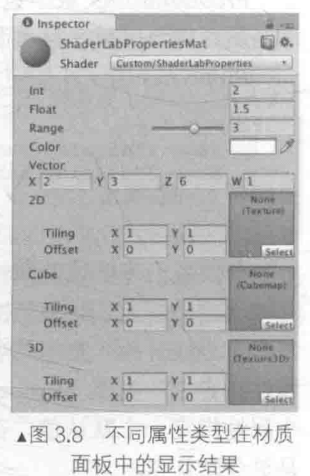 Inspector
ShaderLabPropertiesMat
Shader Custom/ShaderLabProperties
Int 2
Float 1.5
Range 3
Color
Vector
X 2 Y 3 Z 6 W 1
2D None
(Texture)
Tiling X 1 Y 1
Offset X 0 Y 0 Select
Cube None
(Cubemap)
Tiling X 1 Y 1
Offset X 0 Y 0 Select
3D None
(Texture3D)
Tiling X 1 Y 1
Offset X 0 Y 0 Select
▲图 3.8 不同属性类型在材质
面板中的显示结果